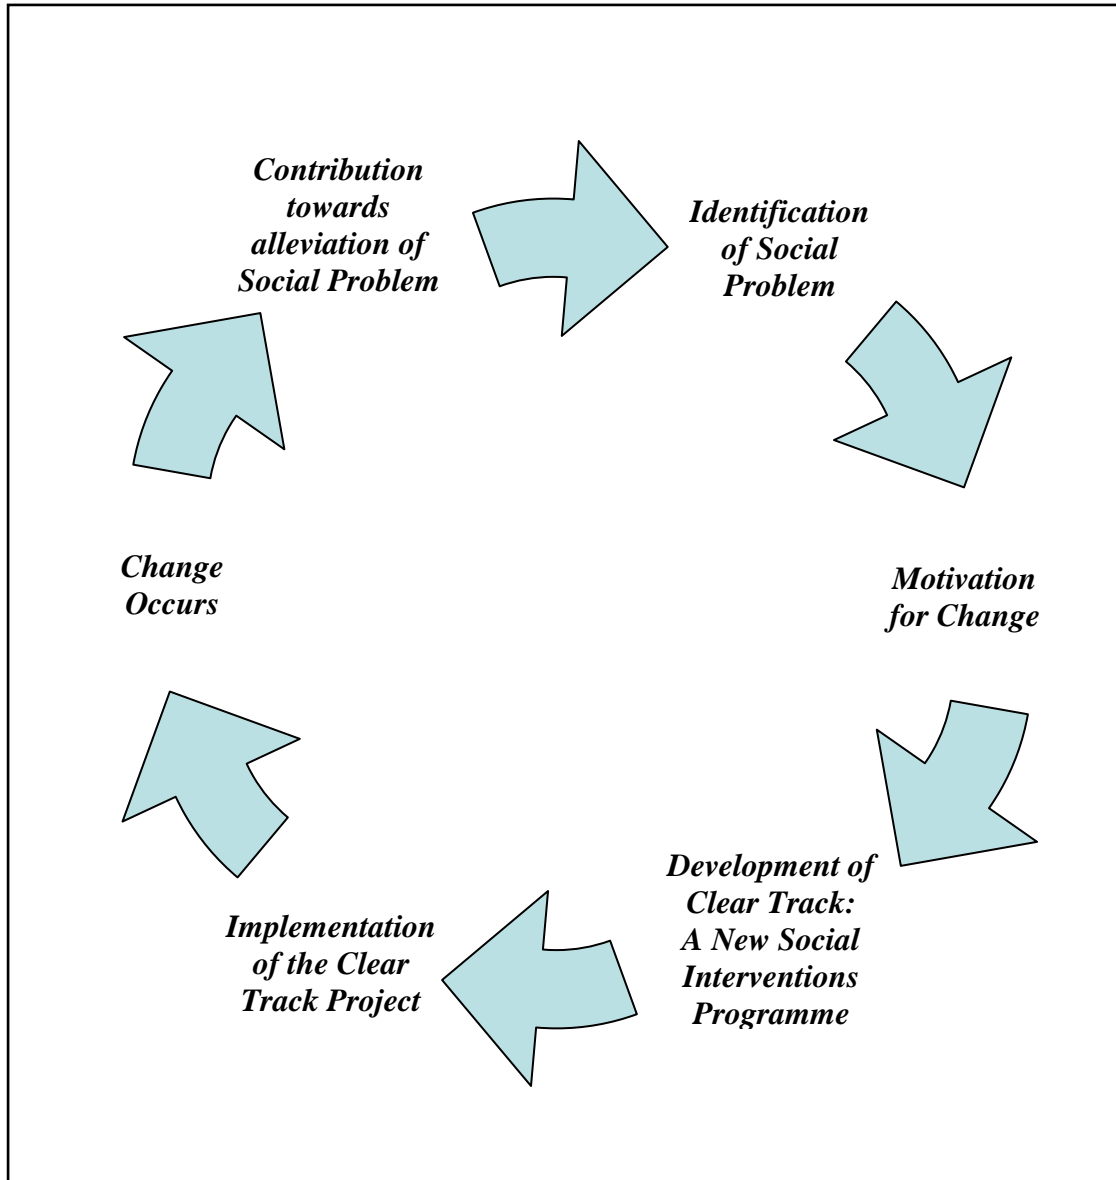 Contribution
towards
alleviation of
Social Problem
Identification
of Social
Problem
Motivation
for Change
Development of
Clear Track:
A New Social
Interventions
Programme
Implementation
of the Clear
Track Project
Change
Occurs